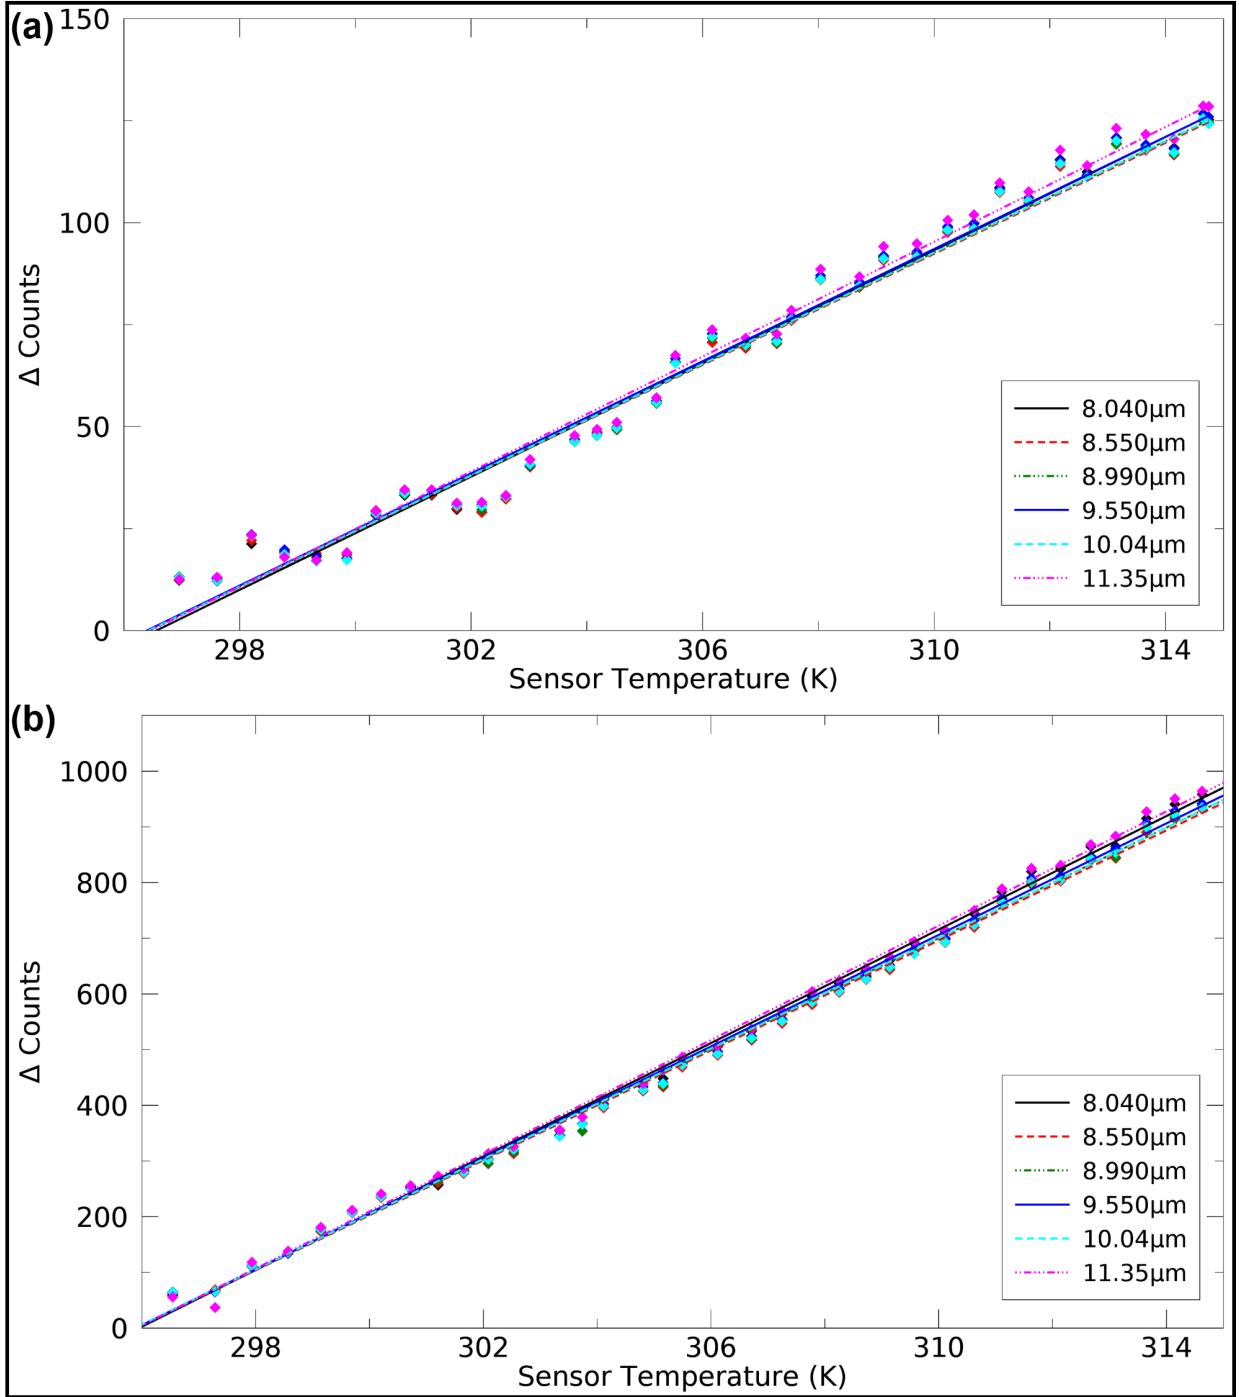 (a)
150
100
50
0
Δ Counts
8.040μm
8.550μm
8.990μm
9.550μm
10.04μm
11.35μm
298 302 306 310 314
Sensor Temperature (K)
(b)
1000
800
600
400
200
0
Δ Counts
8.040μm
8.550μm
8.990μm
9.550μm
10.04μm
11.35μm
298 302 306 310 314
Sensor Temperature (K)